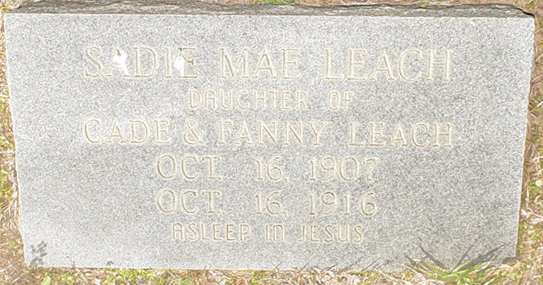 SADIE MAE LEACH
DAUGHTER OF
CADE & FANNY LEACH
OCT. 16, 1907
OCT. 16, 1916
ASLEEP IN JESUS